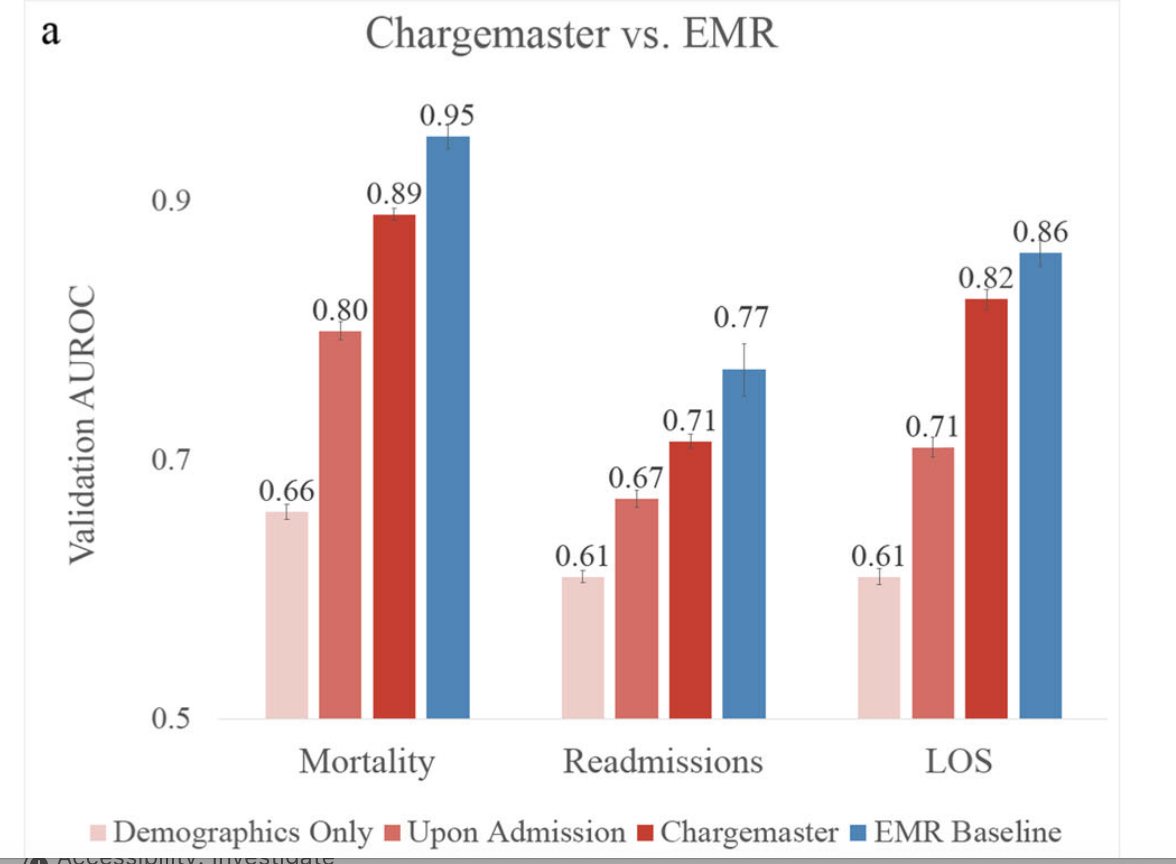 a
Chargemaster vs. EMR
Validation AUROC
0.9
0.7
0.5
0.66
0.80
0.89
0.95
0.61
0.67
0.71
0.77
0.61
0.71
0.82
0.86
Mortality
Readmissions
LOS
Demographics Only
Upon Admission
Chargemaster
EMR Baseline
Accessibility: Investigate